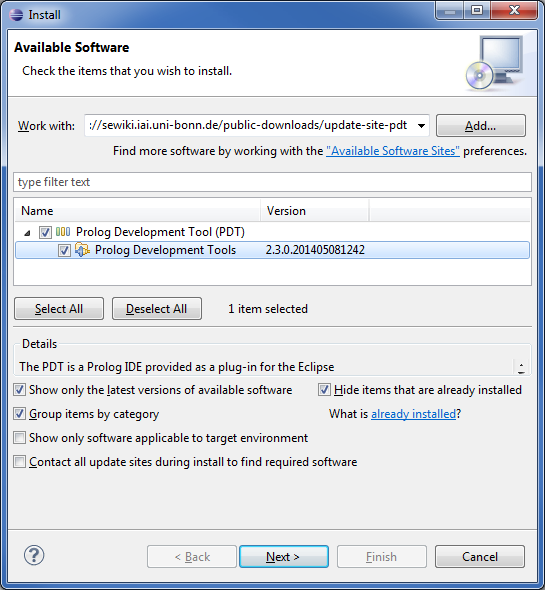 Install
Available Software
Check the items that you wish to install.
Work with: ://sewiki.iai.uni-bonn.de/public-downloads/update-site-pdt Add...
Find more software by working with the "Available Software Sites" preferences.
type filter text
Name Version
Prolog Development Tool (PDT)
Prolog Development Tools 2.3.0.201405081242
Select All Deselect All 1 item selected
Details
The PDT is a Prolog IDE provided as a plug-in for the Eclipse
Show only the latest versions of available software Hide items that are already installed
Group items by category What is already installed?
Show only software applicable to target environment
Contact all update sites during install to find required software
? < Back Next > Finish Cancel